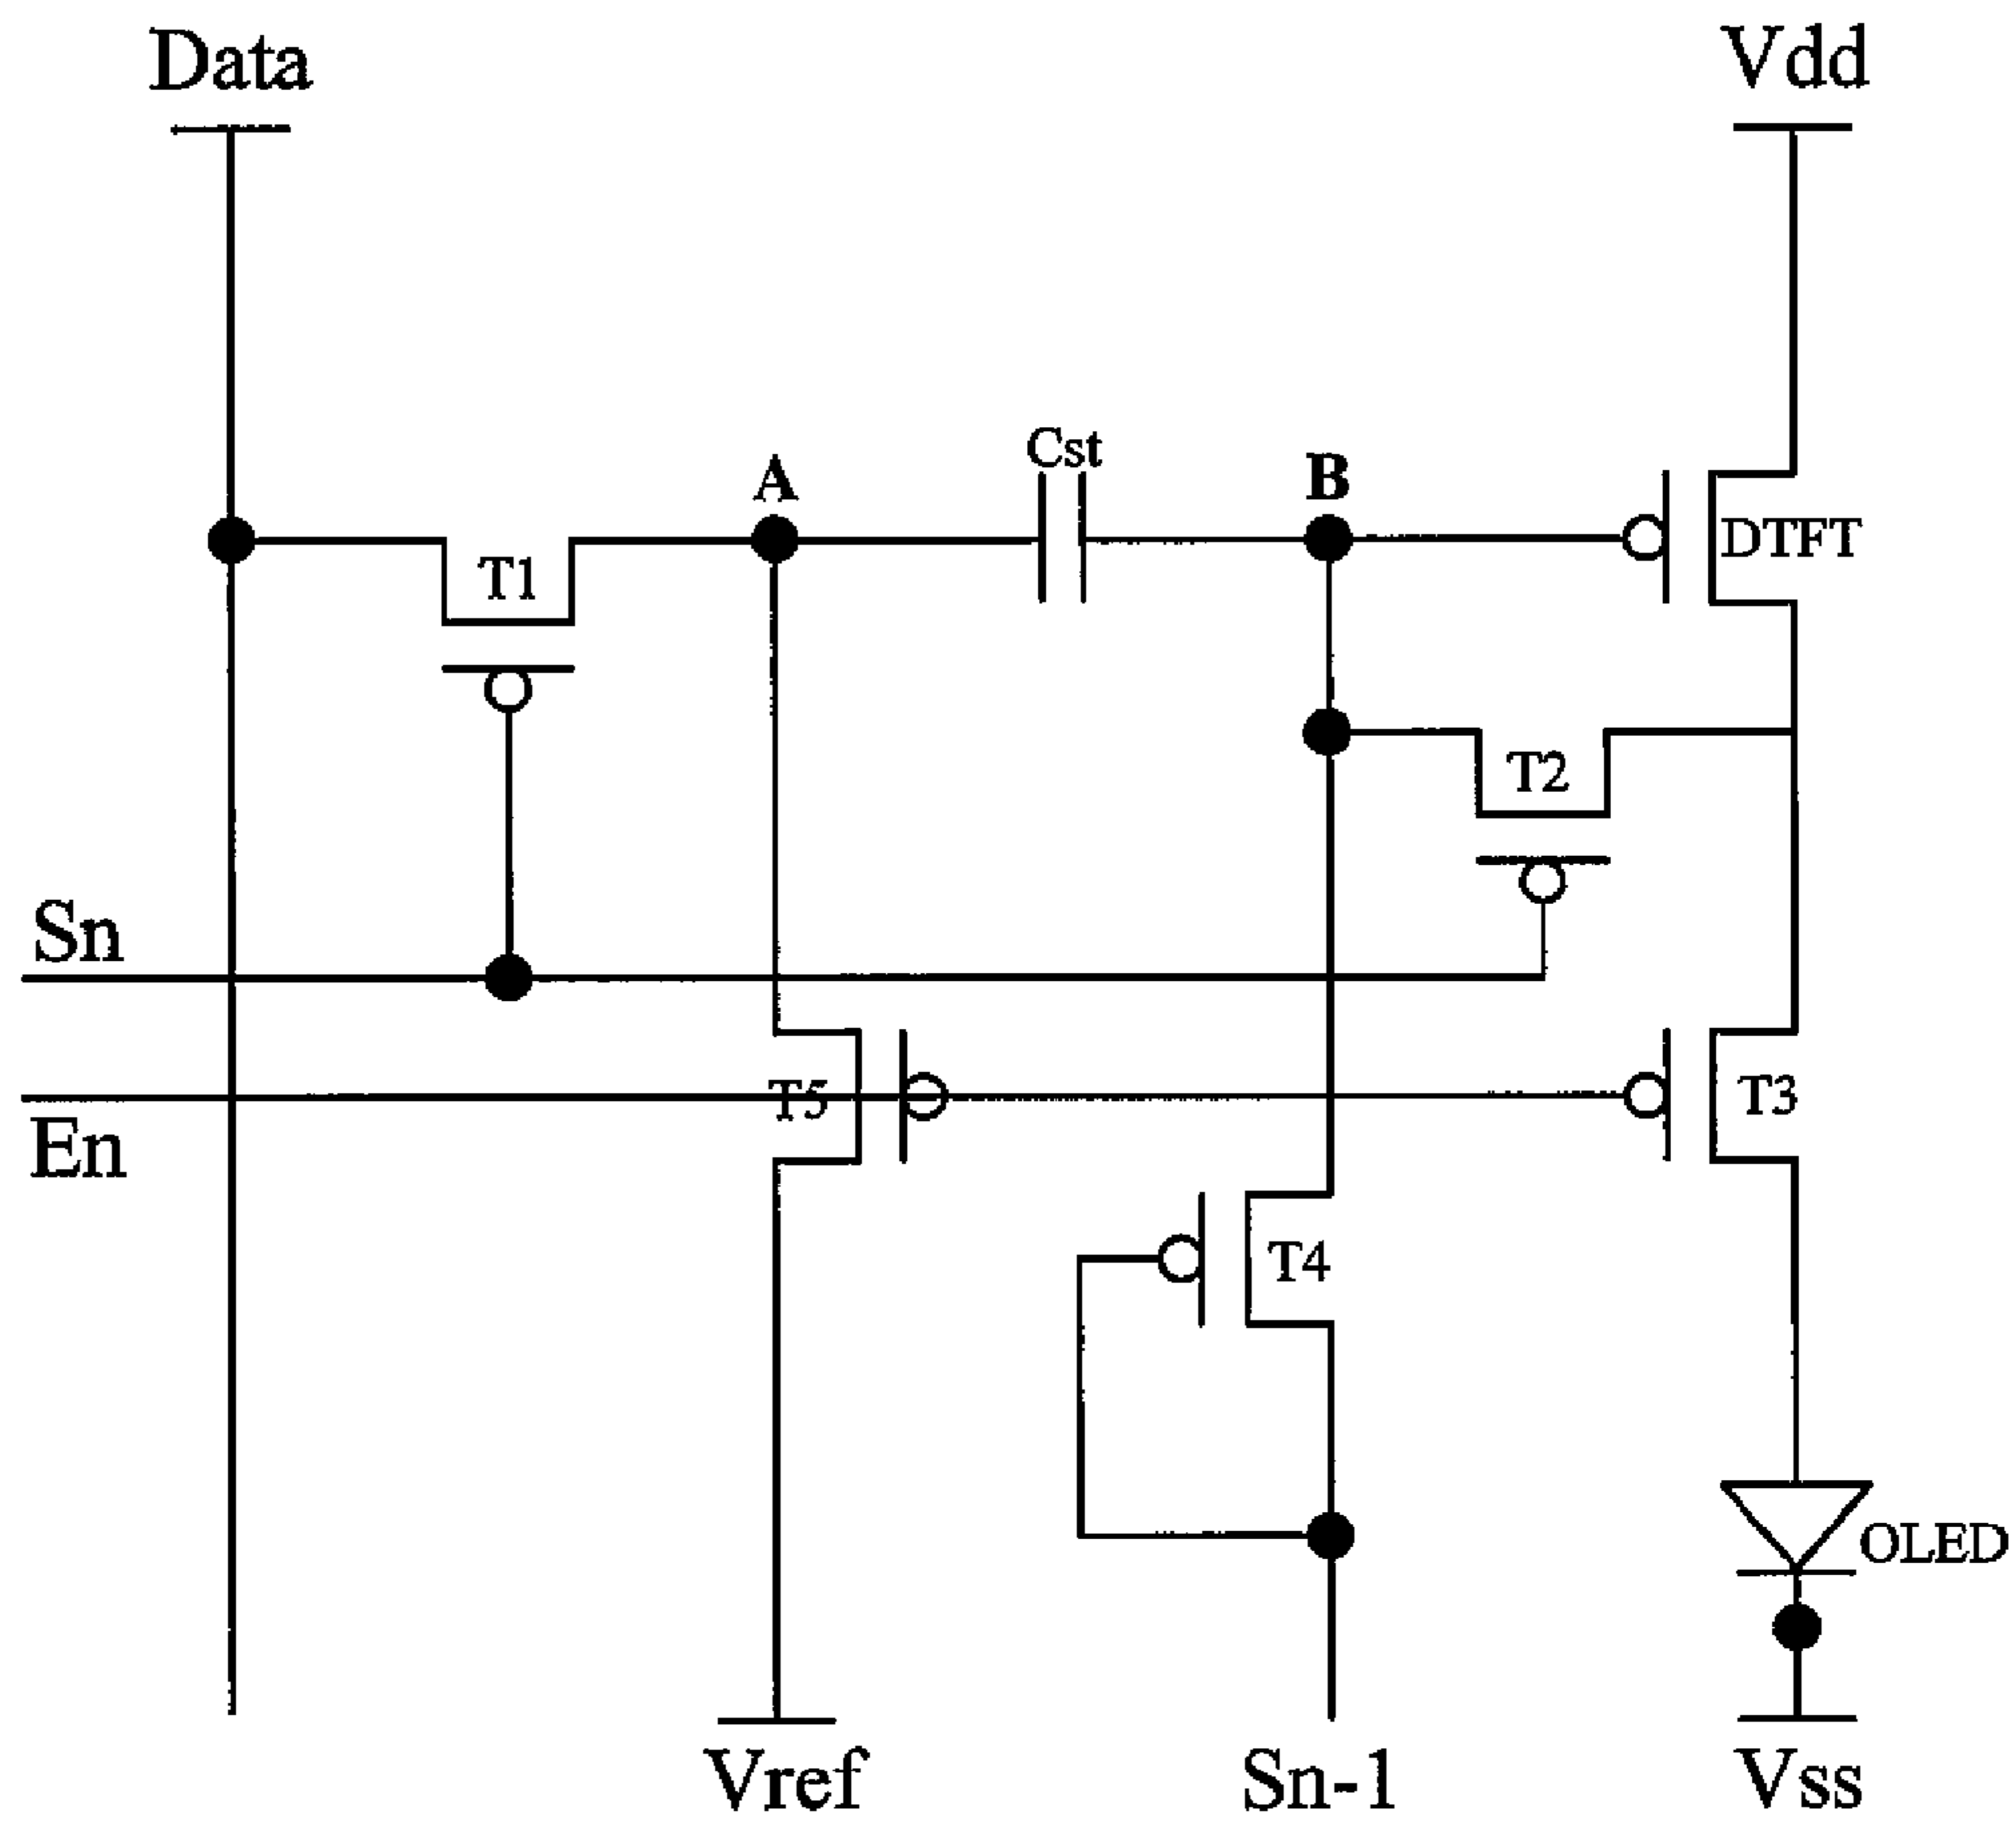 Data
Vdd
Cst
A
B
DTFT
T1
T2
Sn
T5
T3
En
T4
OLED
Vref
Sn-1
Vss